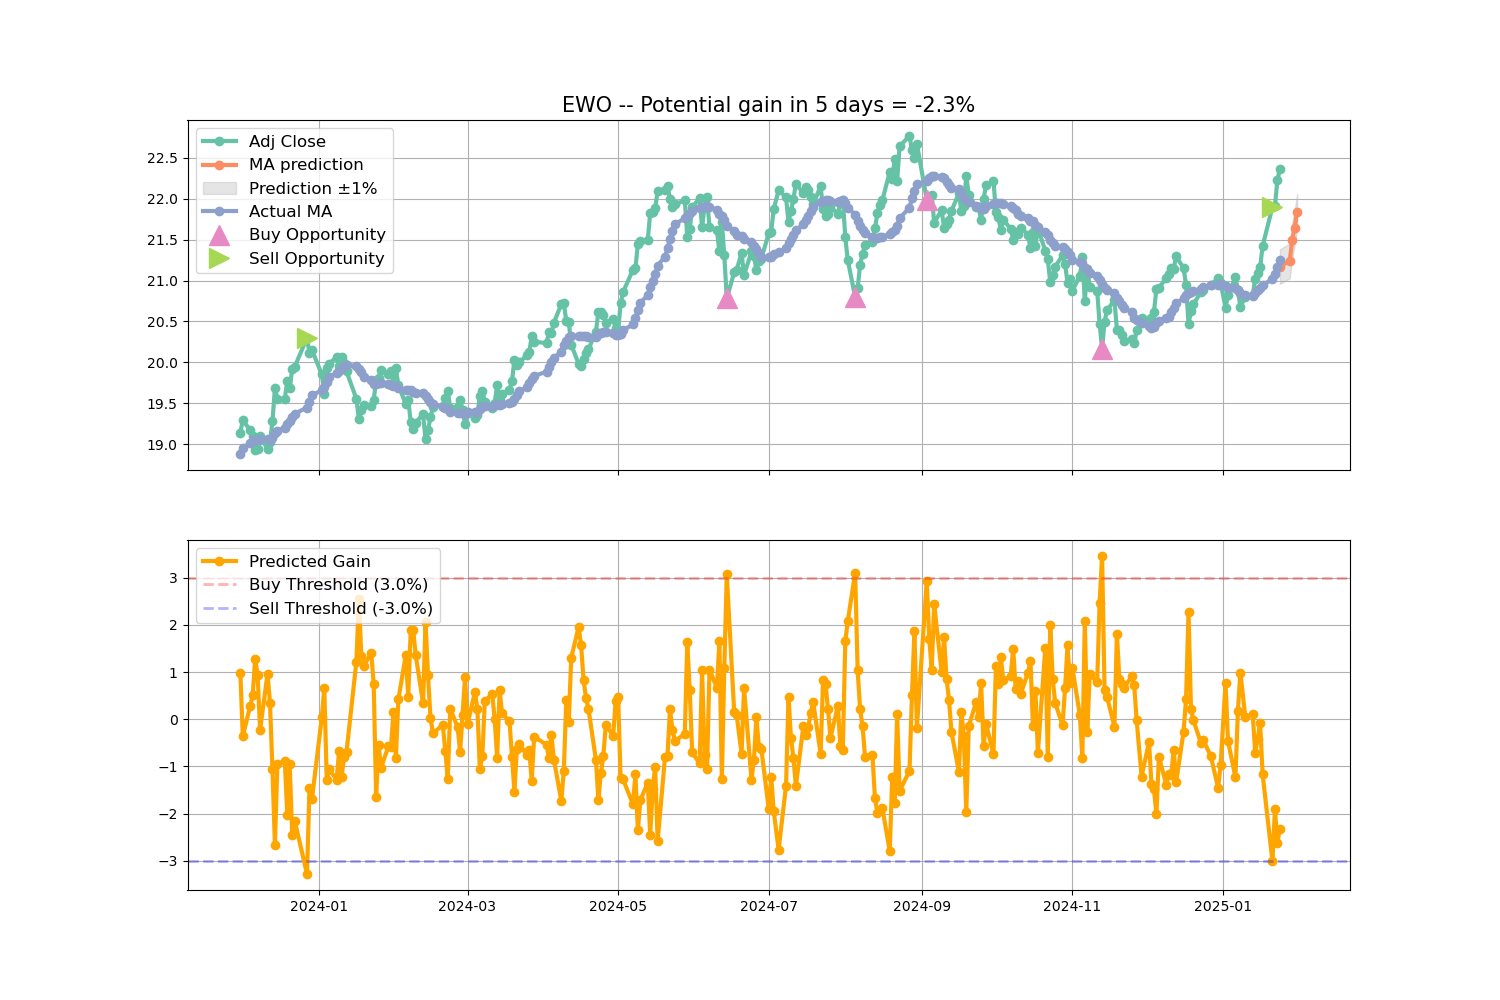 EWO -- Potential gain in 5 days = -2.3%
Adj Close
MA prediction
Prediction ±1%
Actual MA
Buy Opportunity
Sell Opportunity
22.5
22.0
21.5
21.0
20.5
20.0
19.5
19.0
Predicted Gain
Buy Threshold (3.0%)
Sell Threshold (-3.0%)
3
2
1
0
−1
−2
−3
2024-01 2024-03 2024-05 2024-07 2024-09 2024-11 2025-01